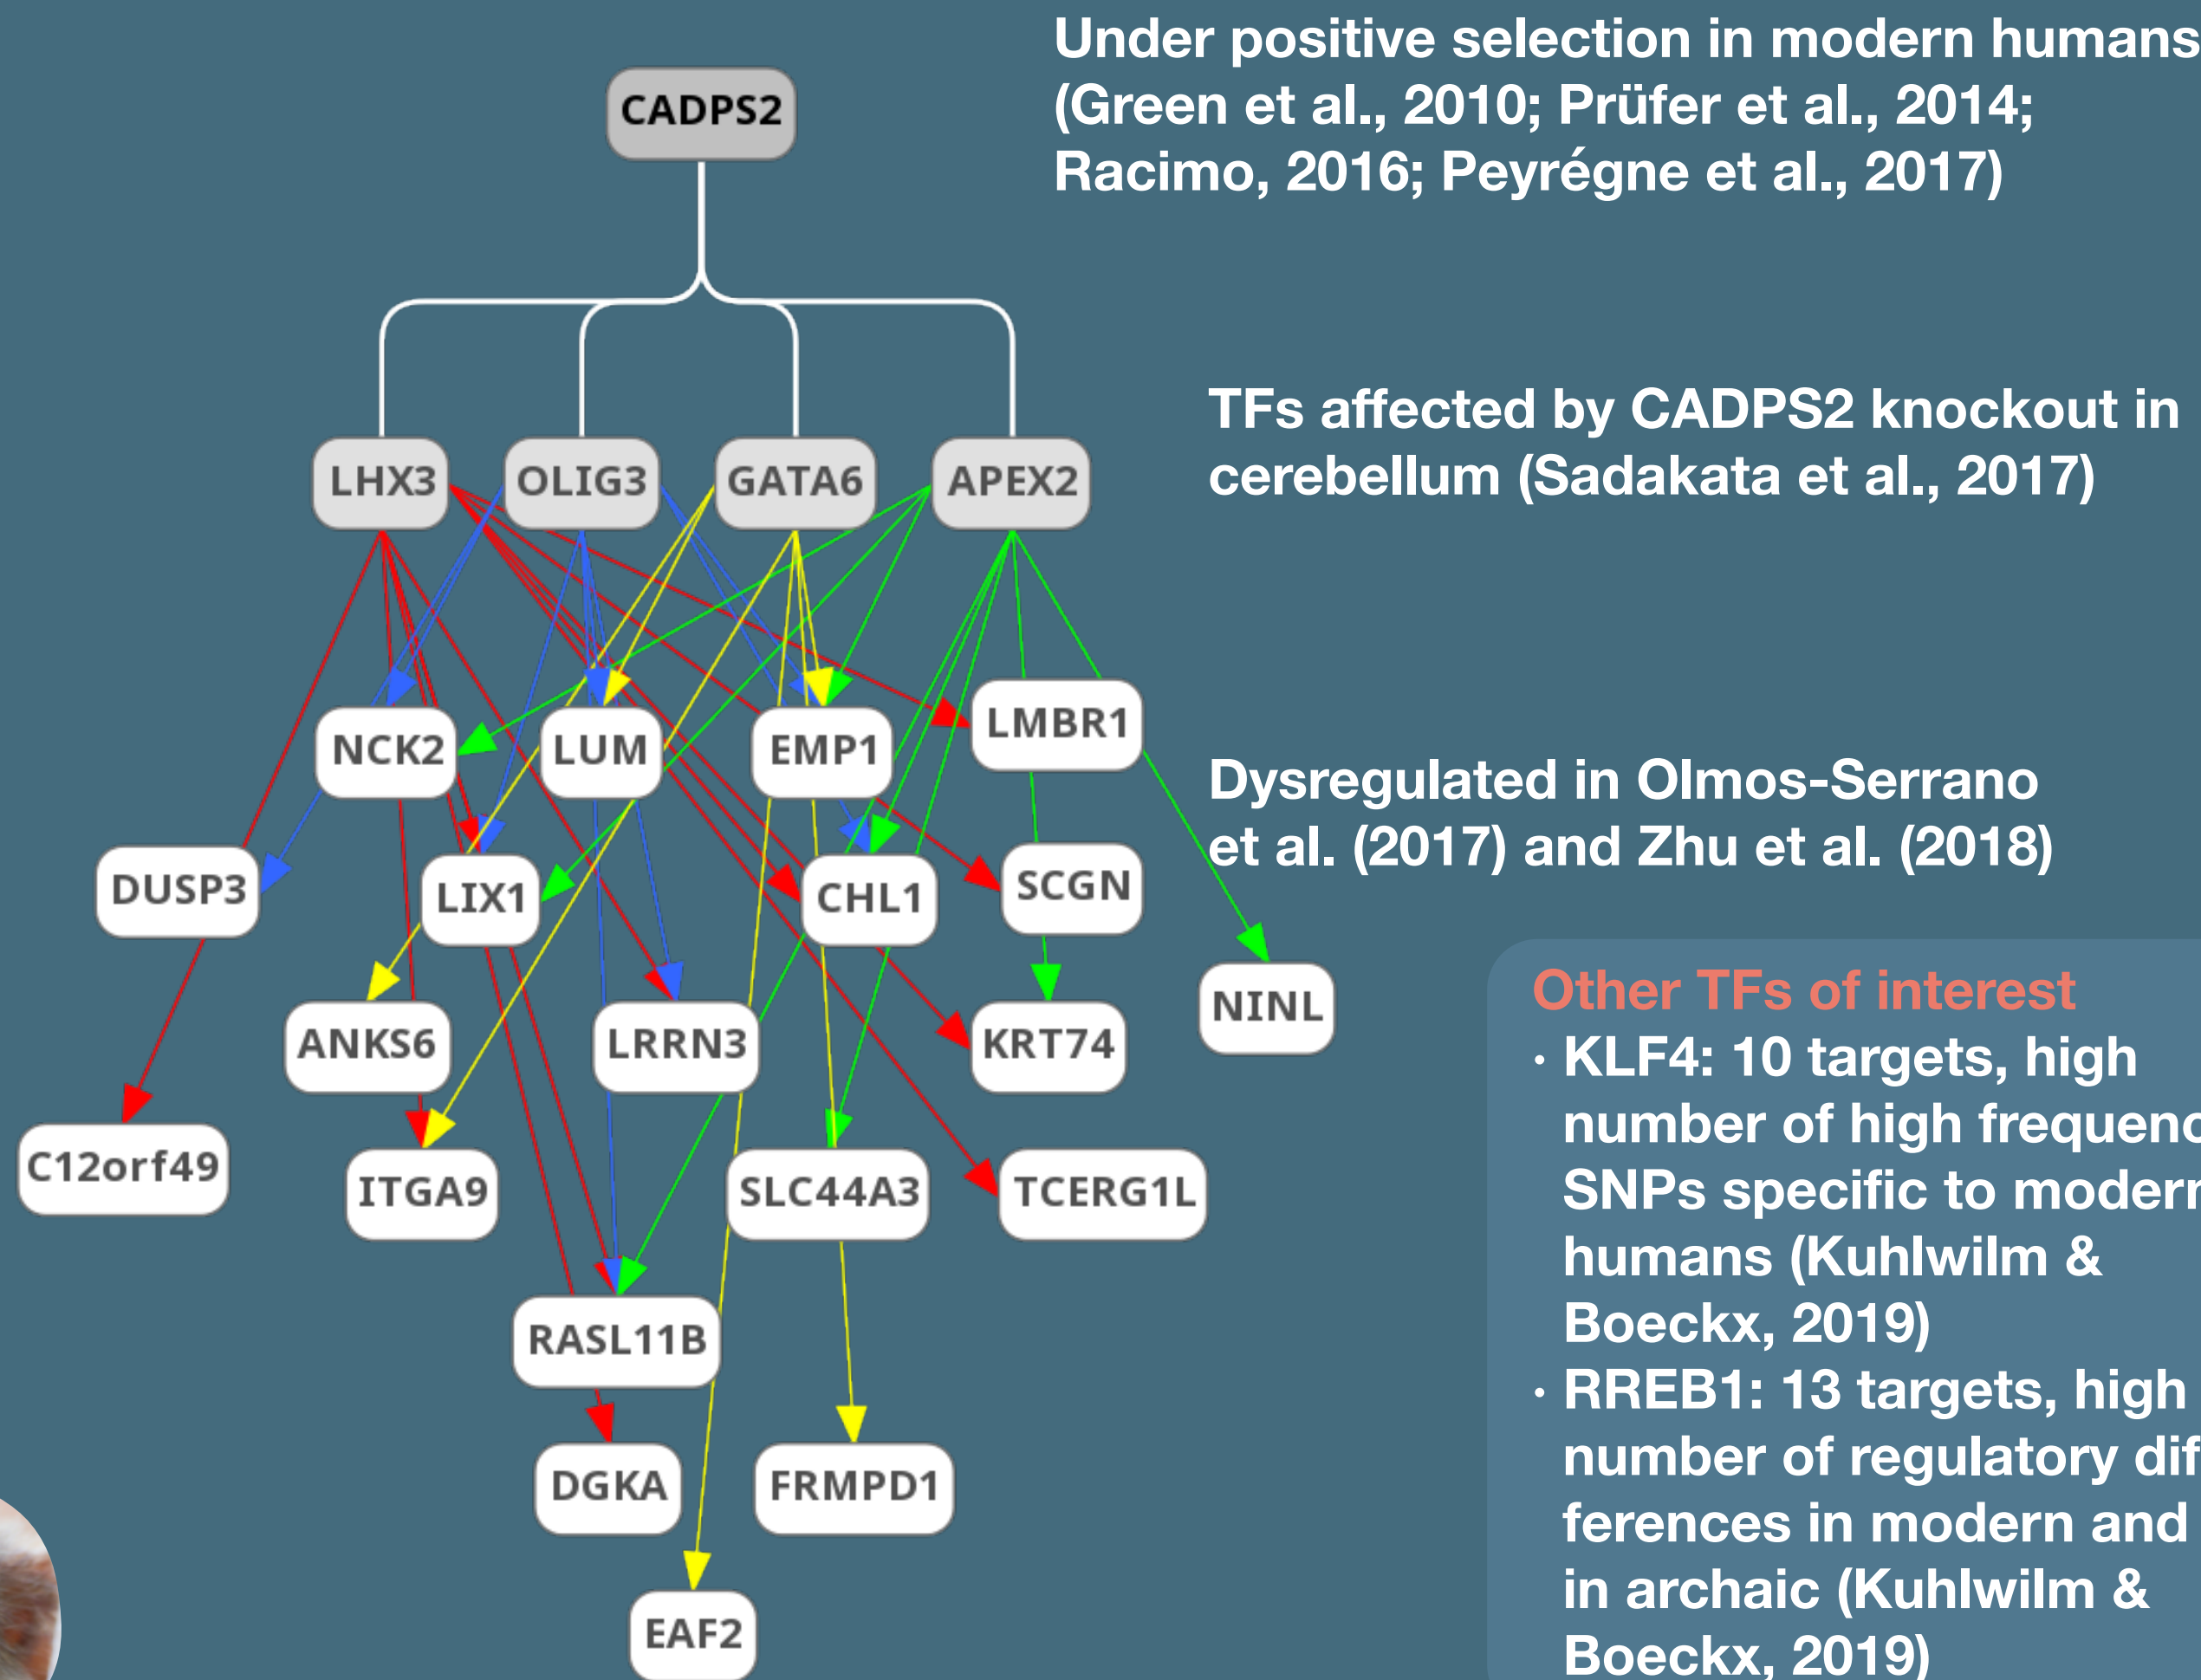 Under positive selection in modern humans
(Green et al., 2010; Prüfer et al., 2014;
Racimo, 2016; Peyrégne et al., 2017)
CADPS2
TFs affected by CADPS2 knockout in
cerebellum (Sadakata et al., 2017)
LHX3 OLIG3 GATA6 APEX2
NCK2 LUM EMP1 LMBR1
Dysregulated in Olmos-Serrano
et al. (2017) and Zhu et al. (2018)
DUSP3 LIX1 CHL1 SCGN
ANKS6 LRRN3 KRT74 NINL
C12orf49 ITGA9 SLC44A3 TCERG1L
RASL11B
DGKA FRMPD1
EAF2
Other TFs of interest
· KLF4: 10 targets, high
number of high frequenc
SNPs specific to modern
humans (Kuhlwilm &
Boeckx, 2019)
· RREB1: 13 targets, high
number of regulatory dif
ferences in modern and
in archaic (Kuhlwilm &
Boeckx, 2019)